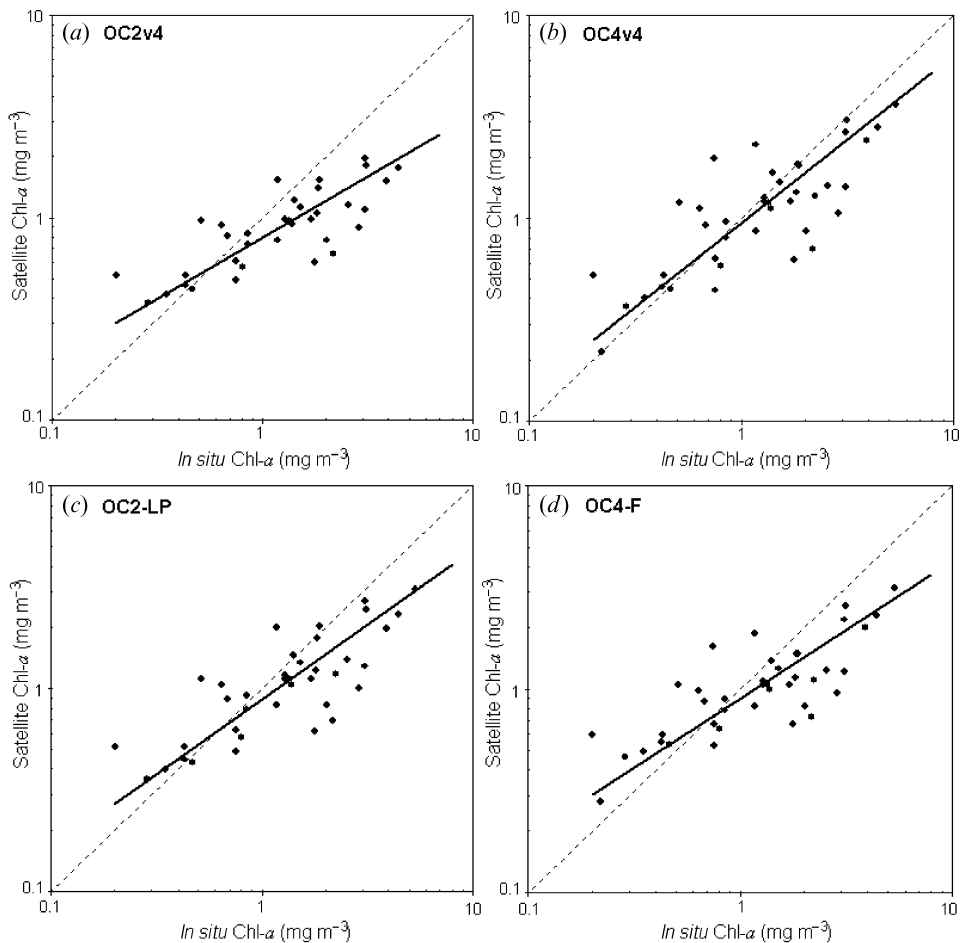 (a) OC2v4
10
1
0.1
Satellite Chl-a (mg m⁻³)
0.1 1 10
In situ Chl-a (mg m⁻³)
(b) OC4v4
10
1
0.1
Satellite Chl-a (mg m⁻³)
0.1 1 10
In situ Chl-a (mg m⁻³)
(c) OC2-LP
10
1
0.1
Satellite Chl-a (mg m⁻³)
0.1 1 10
In situ Chl-a (mg m⁻³)
(d) OC4-F
10
1
0.1
Satellite Chl-a (mg m⁻³)
0.1 1 10
In situ Chl-a (mg m⁻³)